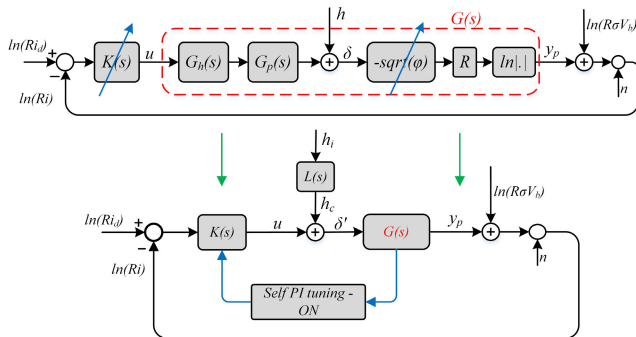 h
G(s)
ln(RσV_b)
ln(Ri_d)
+
−
K(s)
u
G_h(s)
G_p(s)
+
δ
-sqrt(φ)
R
ln|.|
y_p
+
n
ln(Ri)
h_i
L(s)
h_c
ln(RσV_b)
ln(Ri_d)
+
−
K(s)
u
+
δ'
G(s)
y_p
+
n
ln(Ri)
Self PI tuning -
ON